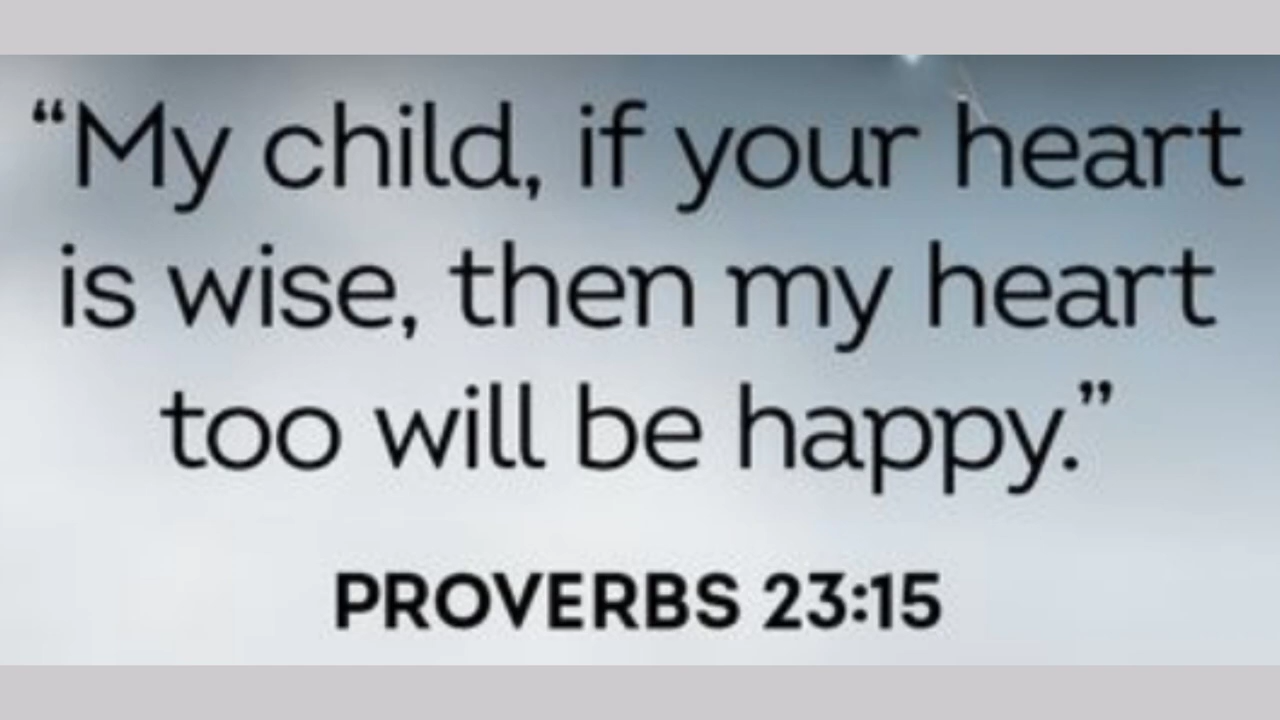 “My child, if your heart
is wise, then my heart
too will be happy.”
PROVERBS 23:15